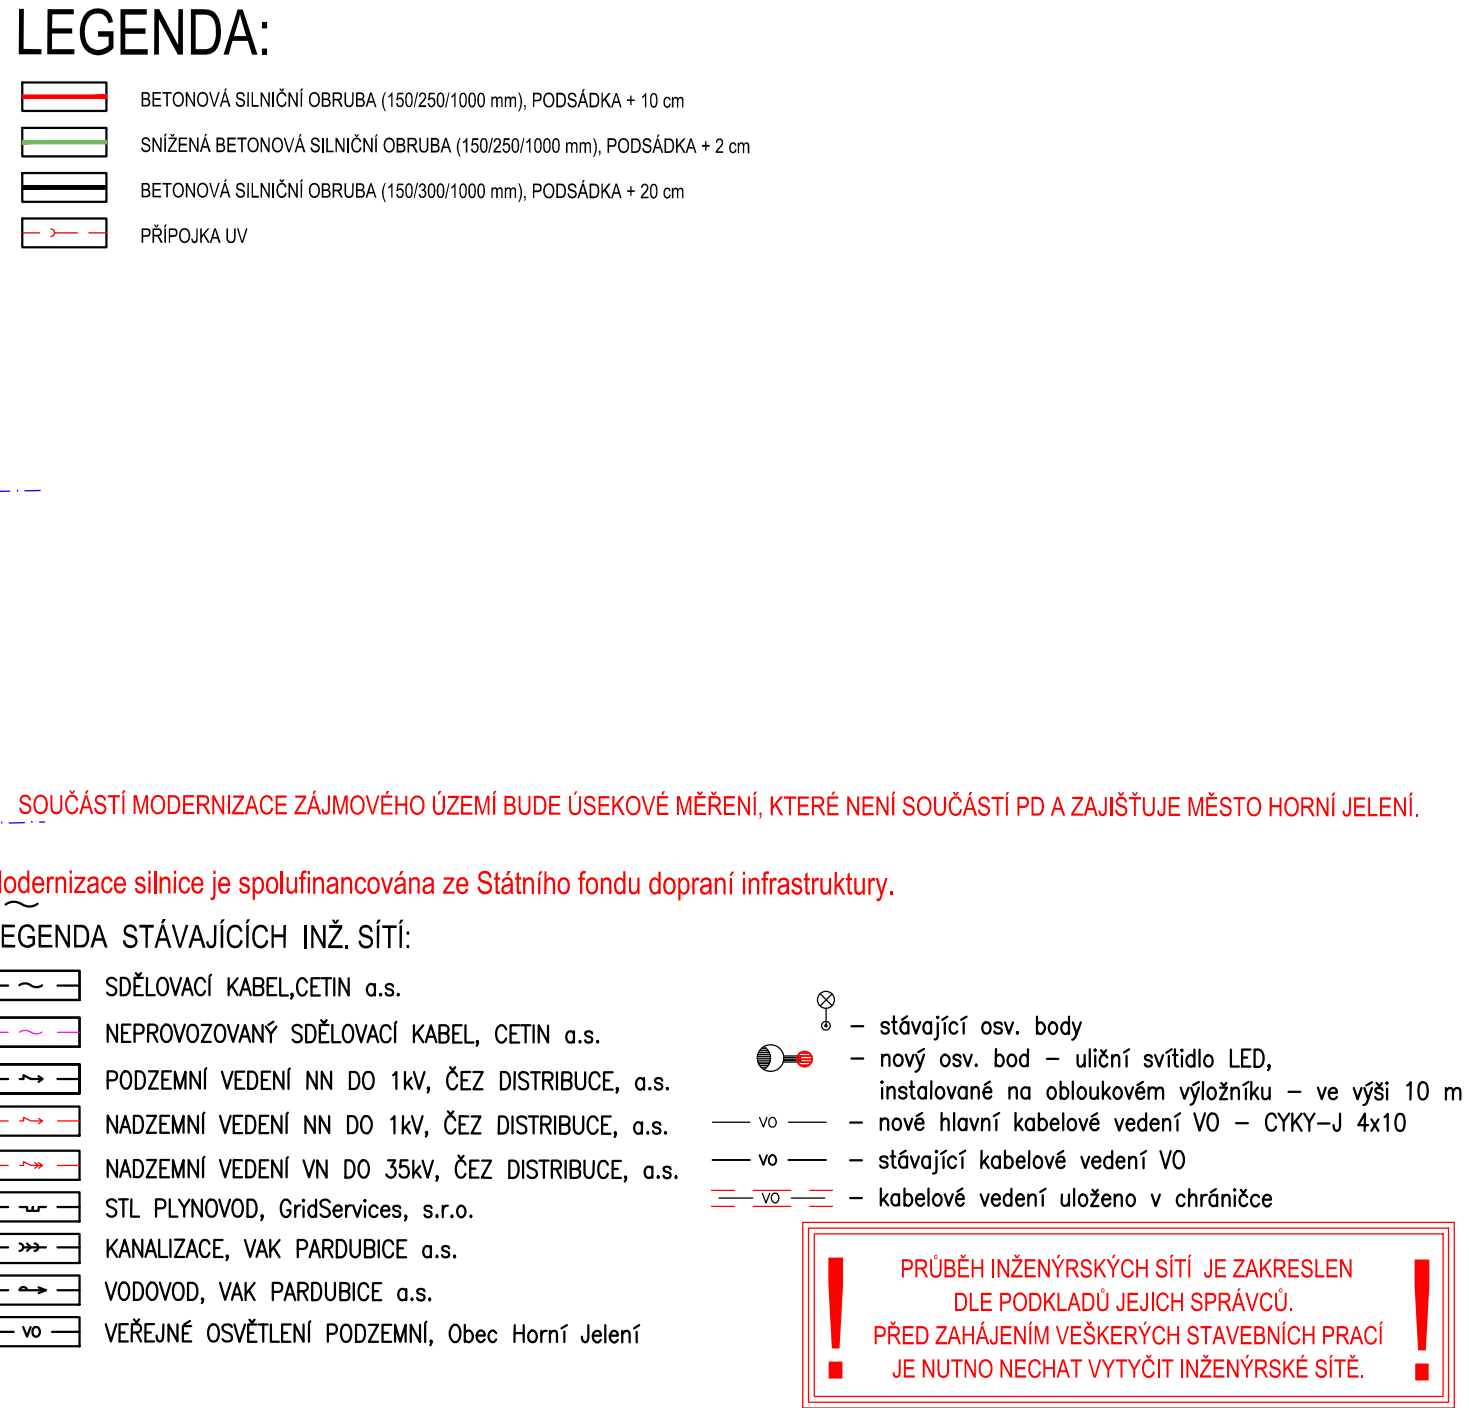 LEGENDA:
BETONOVÁ SILNIČNÍ OBRUBA (150/250/1000 mm), PODSÁDKA + 10 cm
SNÍŽENÁ BETONOVÁ SILNIČNÍ OBRUBA (150/250/1000 mm), PODSÁDKA + 2 cm
BETONOVÁ SILNIČNÍ OBRUBA (150/300/1000 mm), PODSÁDKA + 20 cm
PŘÍPOJKA UV
SOUČÁSTÍ MODERNIZACE ZÁJMOVÉHO ÚZEMÍ BUDE ÚSEKOVÉ MĚŘENÍ, KTERÉ NENÍ SOUČÁSTÍ PD A ZAJIŠŤUJE MĚSTO HORNÍ JELENÍ.
odernizace silnice je spolufinancována ze Státního fondu dopraní infrastruktury.
EGENDA STÁVAJÍCÍCH INŽ. SÍTÍ:
SDĚLOVACÍ KABEL,CETIN a.s.
NEPROVOZOVANÝ SDĚLOVACÍ KABEL, CETIN a.s.
PODZEMNÍ VEDENÍ NN DO 1kV, ČEZ DISTRIBUCE, a.s.
NADZEMNÍ VEDENÍ NN DO 1kV, ČEZ DISTRIBUCE, a.s.
NADZEMNÍ VEDENÍ VN DO 35kV, ČEZ DISTRIBUCE, a.s.
STL PLYNOVOD, GridServices, s.r.o.
KANALIZACE, VAK PARDUBICE a.s.
VODOVOD, VAK PARDUBICE a.s.
VO VEŘEJNÉ OSVĚTLENÍ PODZEMNÍ, Obec Horní Jelení
– stávající osv. body
– nový osv. bod – uliční svítidlo LED,
instalované na obloukovém výložníku – ve výši 10 m
VO – nové hlavní kabelové vedení VO – CYKY–J 4x10
VO – stávající kabelové vedení VO
VO – kabelové vedení uloženo v chráničce
! PRŮBĚH INŽENÝRSKÝCH SÍTÍ JE ZAKRESLEN !
DLE PODKLADŮ JEJICH SPRÁVCŮ.
PŘED ZAHÁJENÍM VEŠKERÝCH STAVEBNÍCH PRACÍ
JE NUTNO NECHAT VYTYČIT INŽENÝRSKÉ SÍTĚ.